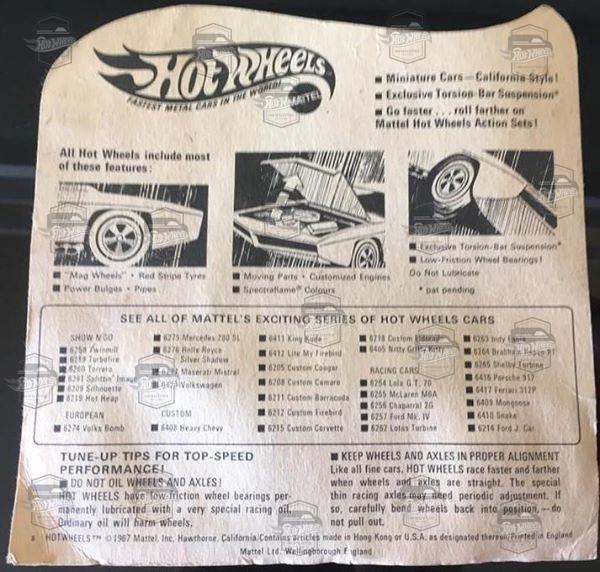 HOT WHEELS
FASTEST METAL CARS IN THE WORLD!
MATTEL
■ Miniature Cars—California Style!
■ Exclusive Torsion-Bar Suspension*
■ Go faster . . . roll farther on
Mattel Hot Wheels Action Sets!
All Hot Wheels include most
of these features:
■ "Mag Wheels" • Red Stripe Tyres
■ Power Bulges • Pipes
■ Moving Parts • Customized Engines
■ Spectraflame® Colours
■ Exclusive Torsion-Bar Suspension*
■ Low-Friction Wheel Bearings!
Do Not Lubricate
* pat pending
SEE ALL OF MATTEL'S EXCITING SERIES OF HOT WHEELS CARS
SHOW N GO
■ 6258 Twinmill
■ 6259 Turbofire
■ 6260 Torrero
■ 6261 Splittin'
■ 6209 Silhouette
■ 6219 Hot Heap
EUROPEAN
■ 6274 Volks Bomb
■ 6275 Mercedes 280 SL
■ 6276 Rolls Royce
Silver Shadow
Maserati Mistral
Volkswagen
CUSTOM
■ 6408 Heavy Chevy
■ 6411 King Kuda
■ 6412 Lite My Firebird
■ 6205 Custom Cougar
■ 6208 Custom Camaro
■ 6211 Custom Barracuda
■ 6212 Custom Firebird
■ 6215 Custom Corvette
■ 6218 Custom Eldorado
■ 6405 Nitty Gritty Kitty
RACING CARS
■ 6254 Lola G.T. 70
■ 6255 McLaren M6A
■ 6256 Chaparral 2G
■ 6257 Ford Mk. IV
■ 6262 Lotus Turbine
■ 6263 Indy Eagle
■ 6264 Brabham Repco F1
■ 6265 Shelby Turbine
■ 6416 Porsche 917
■ 6417 Ferrari 312P
■ 6409 Mongoose
■ 6410 Snake
■ 6214 Ford J. Car
TUNE-UP TIPS FOR TOP-SPEED
PERFORMANCE!
■ DO NOT OIL WHEELS AND AXLES!
HOT WHEELS have low-friction wheel bearings per-
manently lubricated with a very special racing oil.
Ordinary oil will harm wheels.
■ KEEP WHEELS AND AXLES IN PROPER ALIGNMENT
Like all fine cars, HOT WHEELS race faster and farther
when wheels and axles are straight. The special
thin racing axles may need periodic adjustment. If
so, carefully bend wheels back into position,—do
not pull out.
HOTWHEELS™ © 1967 Mattel, Inc. Hawthorne, California. Contains articles made in Hong Kong or U.S.A. as designated thereon. Printed in England
Mattel Ltd. Wellingborough England